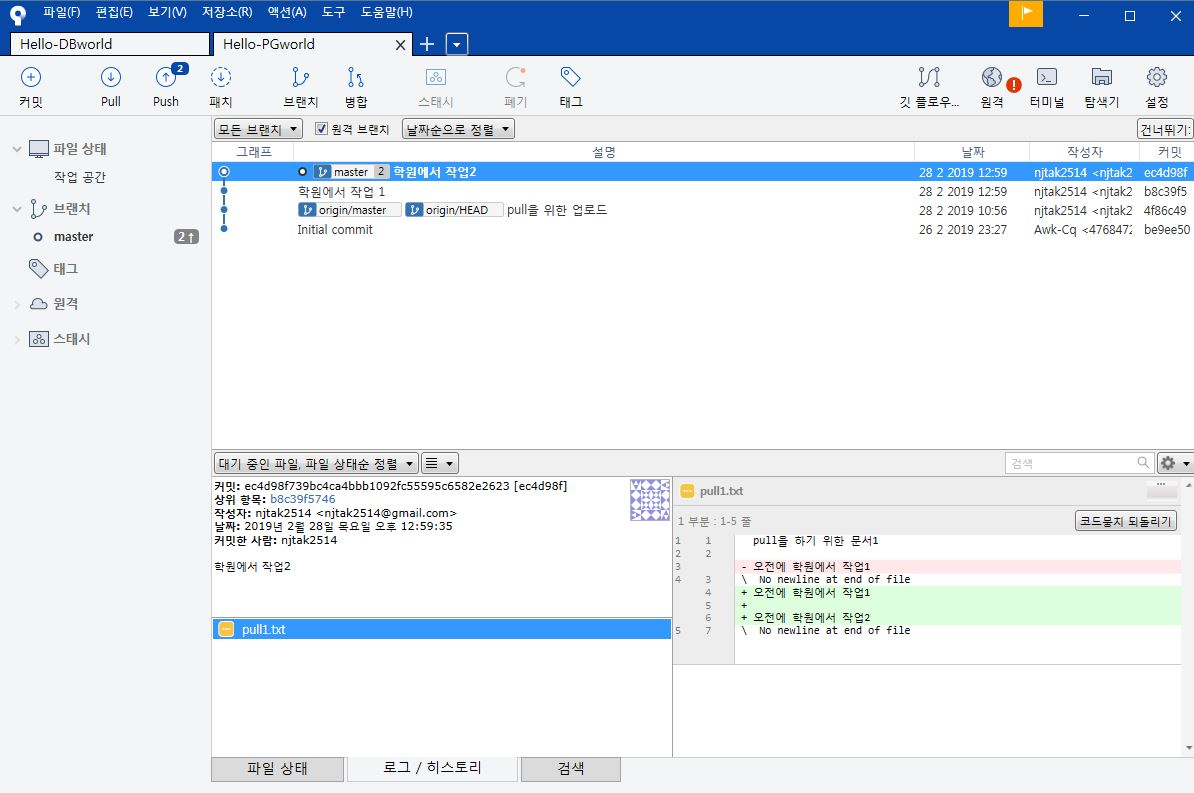 파일(F) 편집(E) 보기(V) 저장소(R) 액션(A) 도구 도움말(H)
Hello-DBworld Hello-PGworld
2
커밋 Pull Push 패치 브랜치 병합 스태시 폐기 태그 깃 플로우... 원격 터미널 탐색기 설정
모든 브랜치 원격 브랜치 날짜순으로 정렬 건너뛰기:
그래프 설명 날짜 작성자 커밋
master 2 학원에서 작업2 28 2 2019 12:59 njtak2514 <njtak2 ec4d98f
학원에서 작업 1 28 2 2019 12:59 njtak2514 <njtak2 b8c39f5
origin/master origin/HEAD pull을 위한 업로드 28 2 2019 10:56 njtak2514 <njtak2 4f86c49
Initial commit 26 2 2019 23:27 Awk-Cq <4768472 be9ee50
파일 상태
작업 공간
브랜치
master 2↑
태그
원격
스태시
대기 중인 파일, 파일 상태순 정렬 검색
커밋: ec4d98f739bc4ca4bbb1092fc55595c6582e2623 [ec4d98f]
상위 항목: b8c39f5746
작성자: njtak2514 <njtak2514@gmail.com>
날짜: 2019년 2월 28일 목요일 오후 12:59:35
커밋한 사람: njtak2514
학원에서 작업2
pull1.txt
pull1.txt
1 부분 : 1-5 줄 코드뭉치 되돌리기
1 1 pull을 하기 위한 문서1
2 2
3 - 오전에 학원에서 작업1
4 3 \ No newline at end of file
4 + 오전에 학원에서 작업1
5 +
6 + 오전에 학원에서 작업2
5 7 \ No newline at end of file
파일 상태 로그 / 히스토리 검색